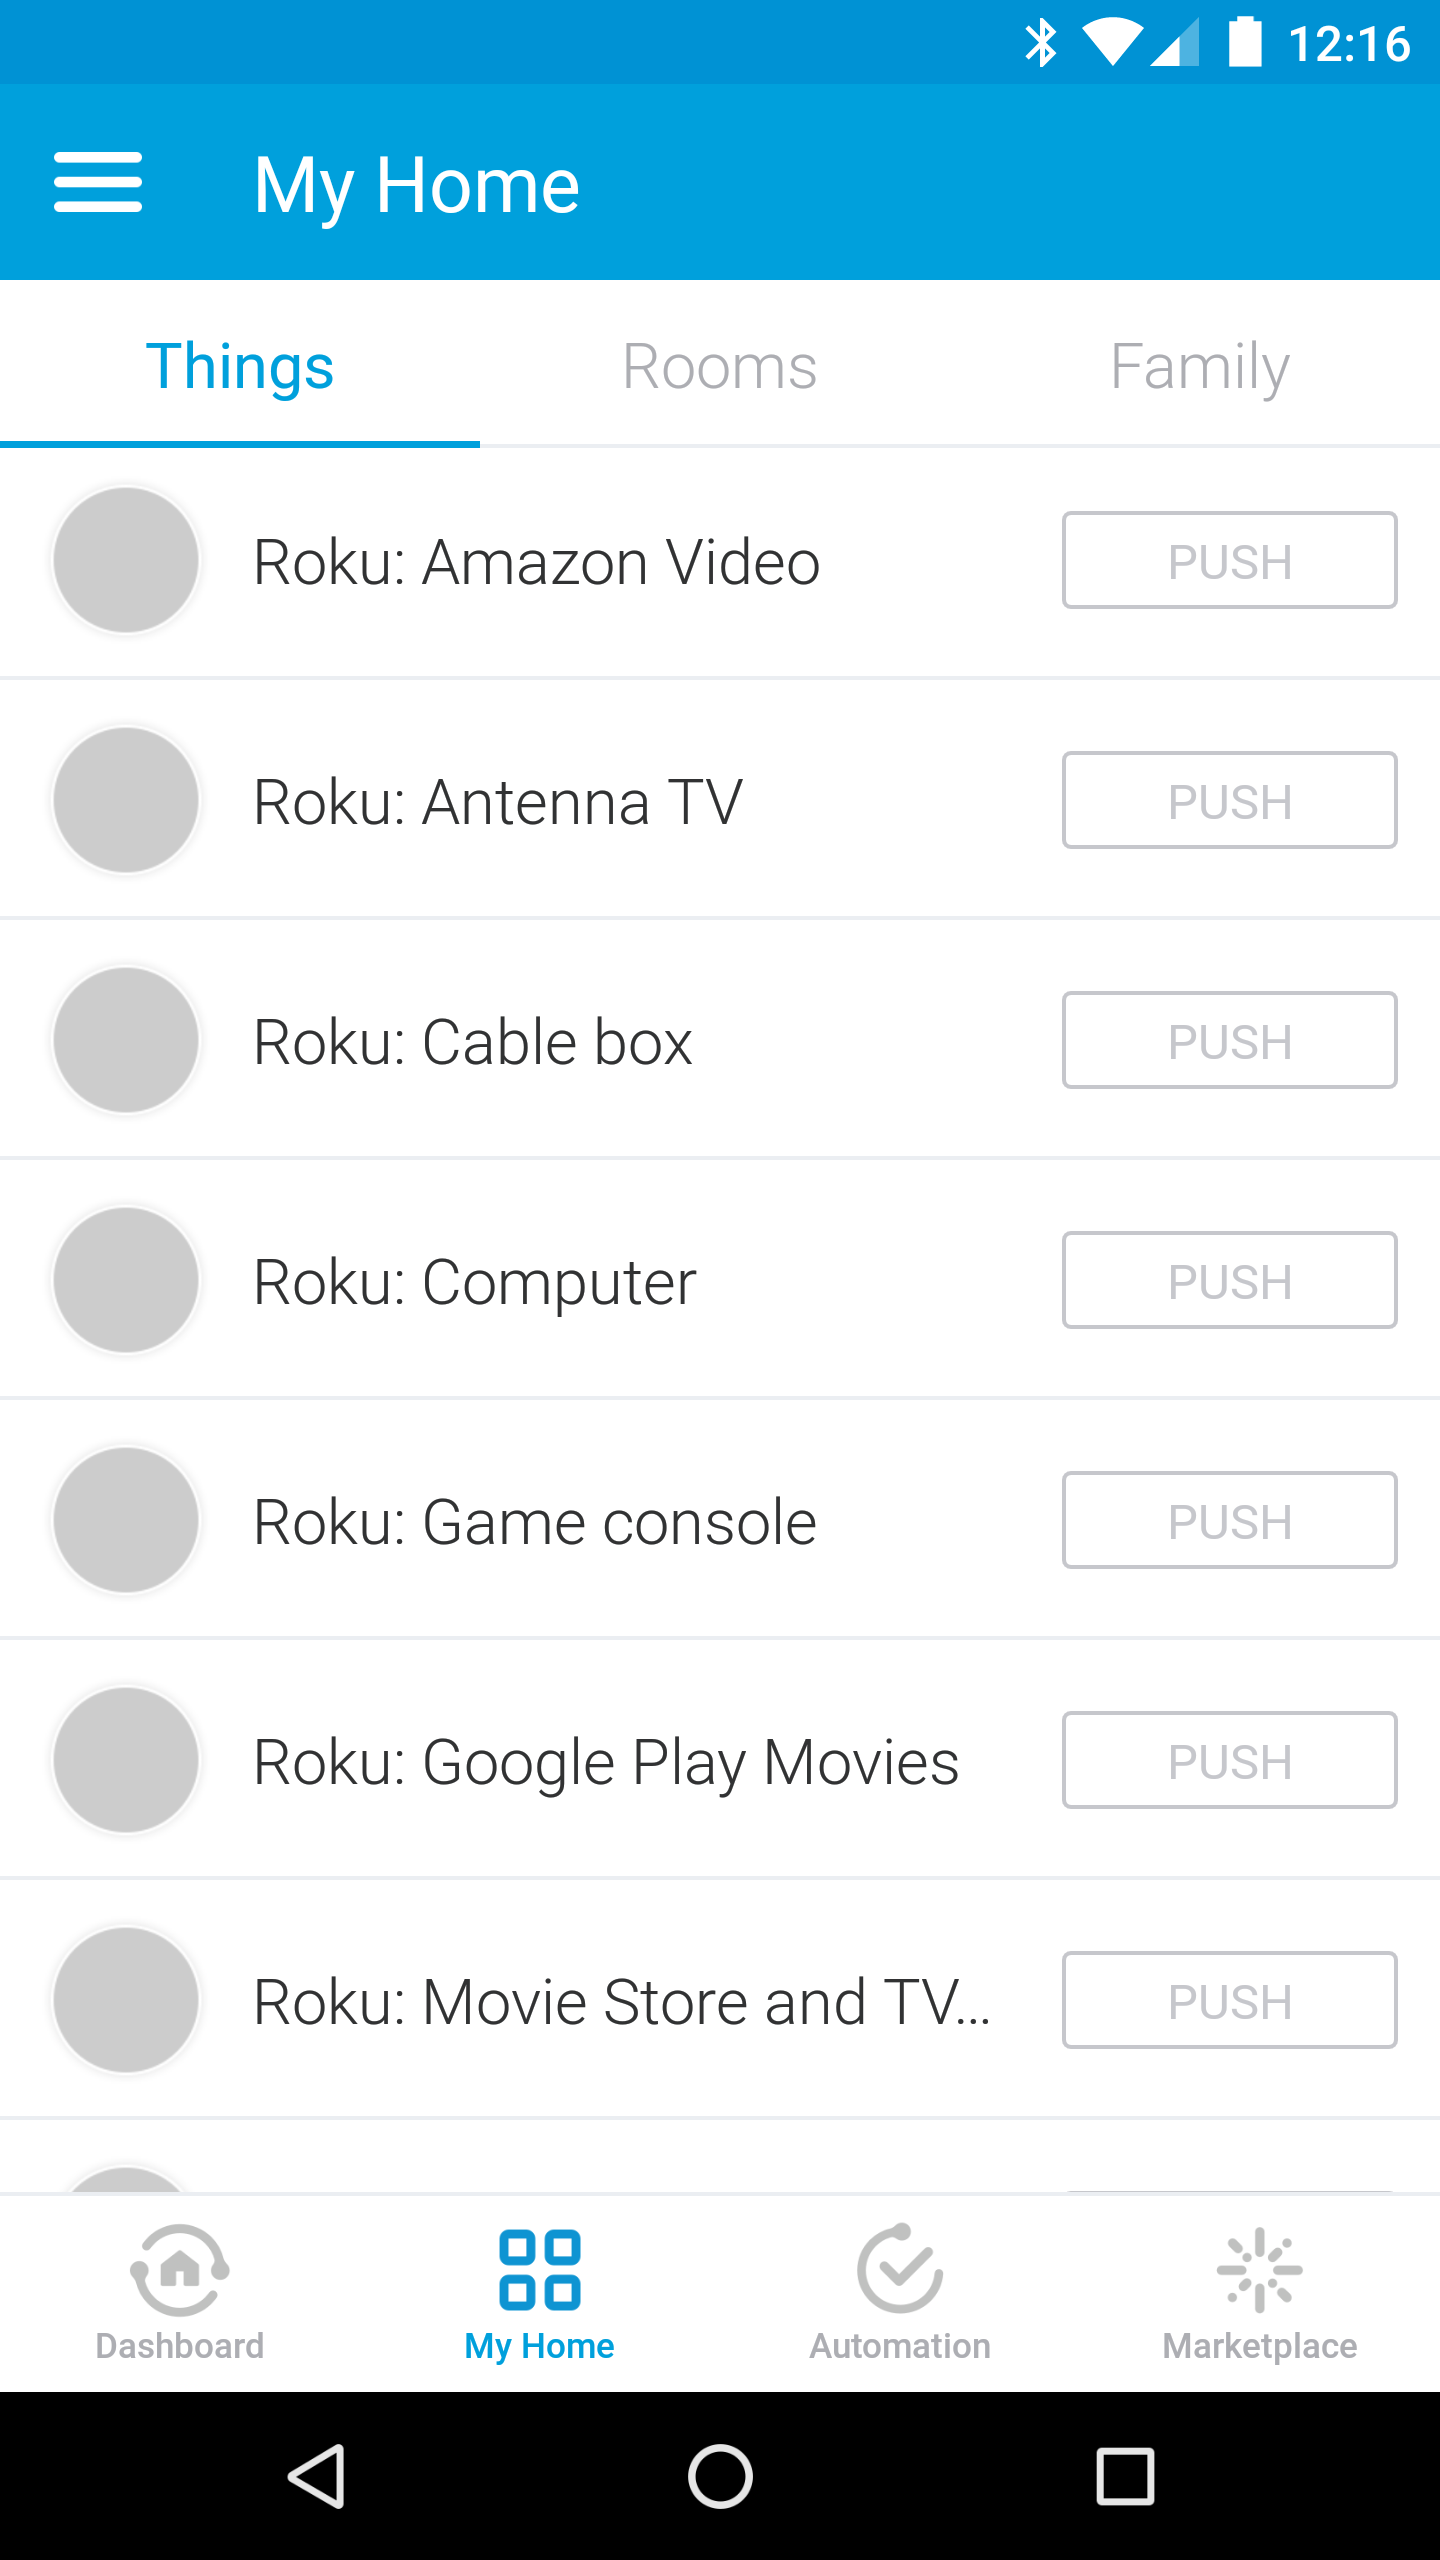 12:16
My Home
Things Rooms Family
Roku: Amazon Video PUSH
Roku: Antenna TV PUSH
Roku: Cable box PUSH
Roku: Computer PUSH
Roku: Game console PUSH
Roku: Google Play Movies PUSH
Roku: Movie Store and TV... PUSH
Dashboard My Home Automation Marketplace